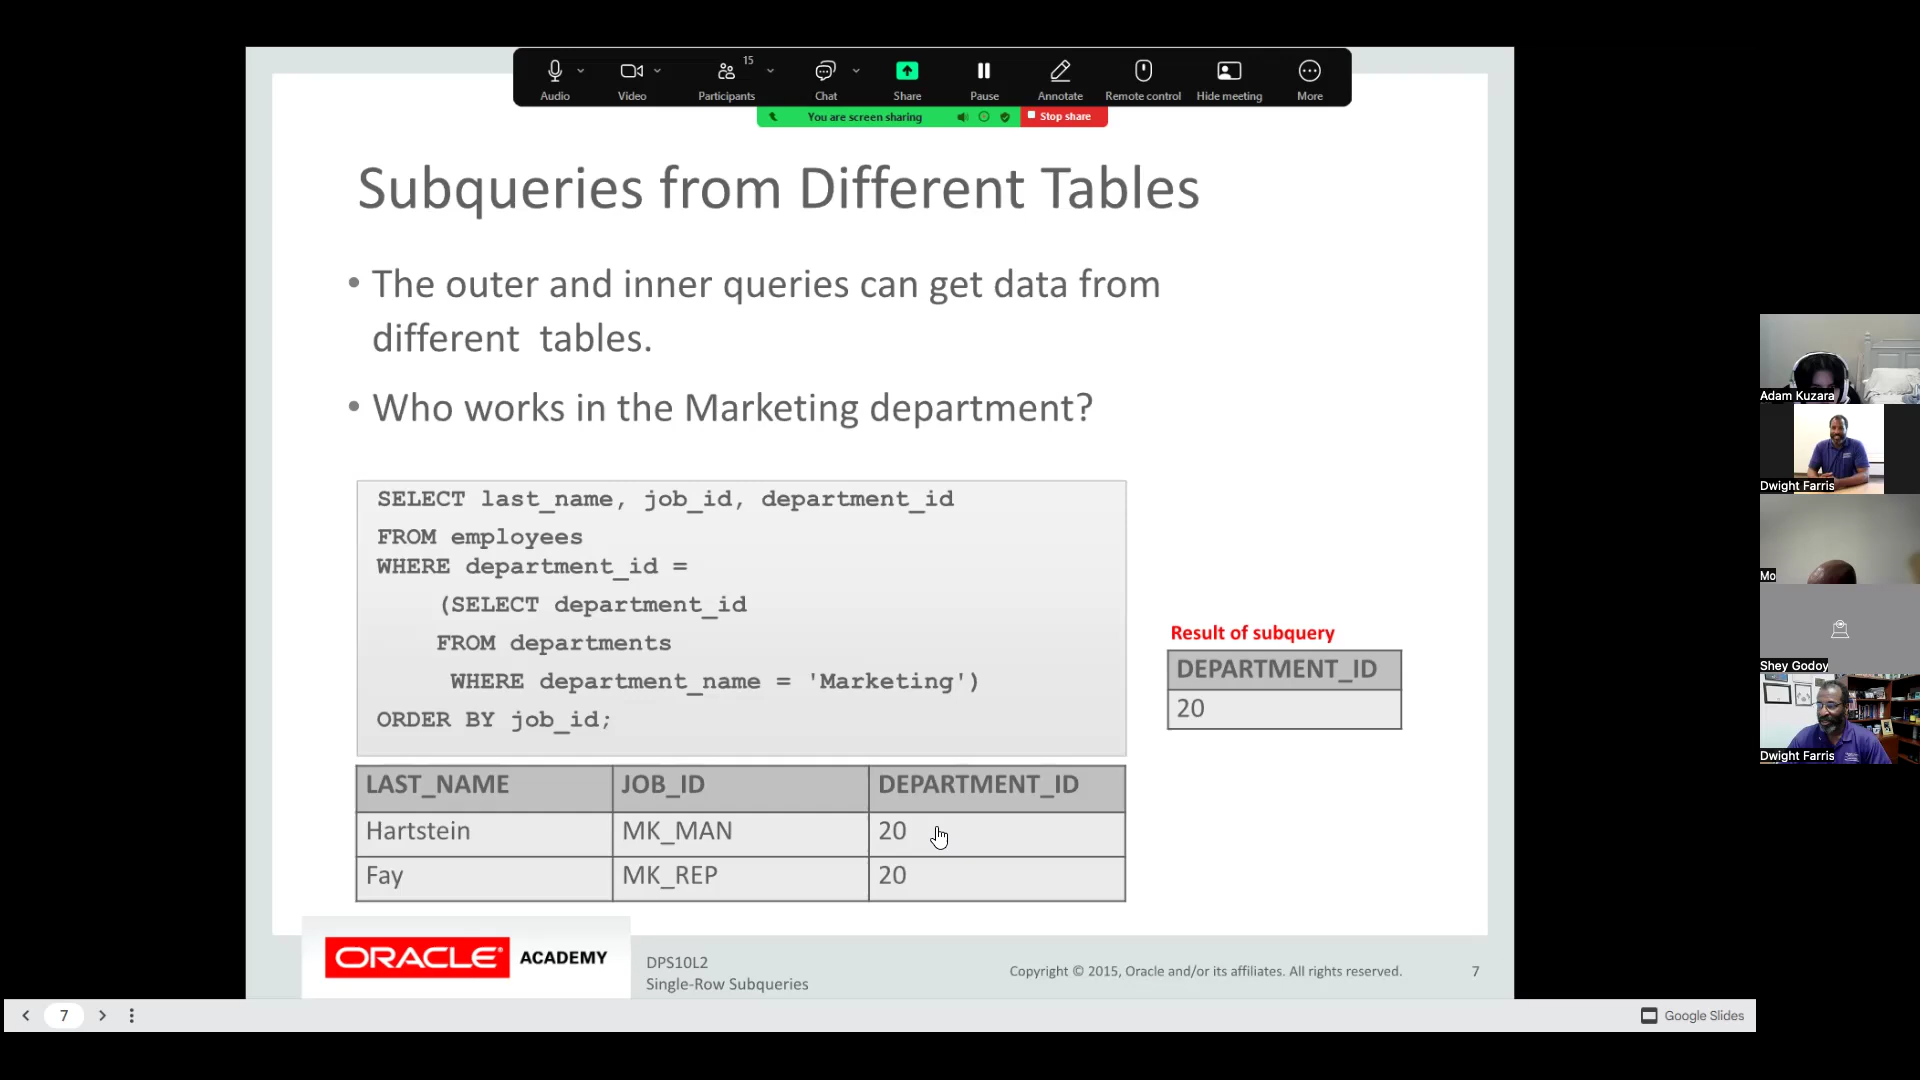 15
Audio Video Participants Chat Share Pause Annotate Remote control Hide meeting More
You are screen sharing Stop share
Subqueries from Different Tables
• The outer and inner queries can get data from
different tables.
• Who works in the Marketing department?
SELECT last_name, job_id, department_id
FROM employees
WHERE department_id =
(SELECT department_id
FROM departments
WHERE department_name = 'Marketing')
ORDER BY job_id;
Result of subquery
DEPARTMENT_ID
20
LAST_NAME JOB_ID DEPARTMENT_ID
Hartstein MK_MAN 20
Fay MK_REP 20
ORACLE® ACADEMY
DPS10L2
Single-Row Subqueries
Copyright © 2015, Oracle and/or its affiliates. All rights reserved. 7
7
Google Slides
Adam Kuzara
Dwight Farris
Mo
Shey Godoy
Dwight Farris